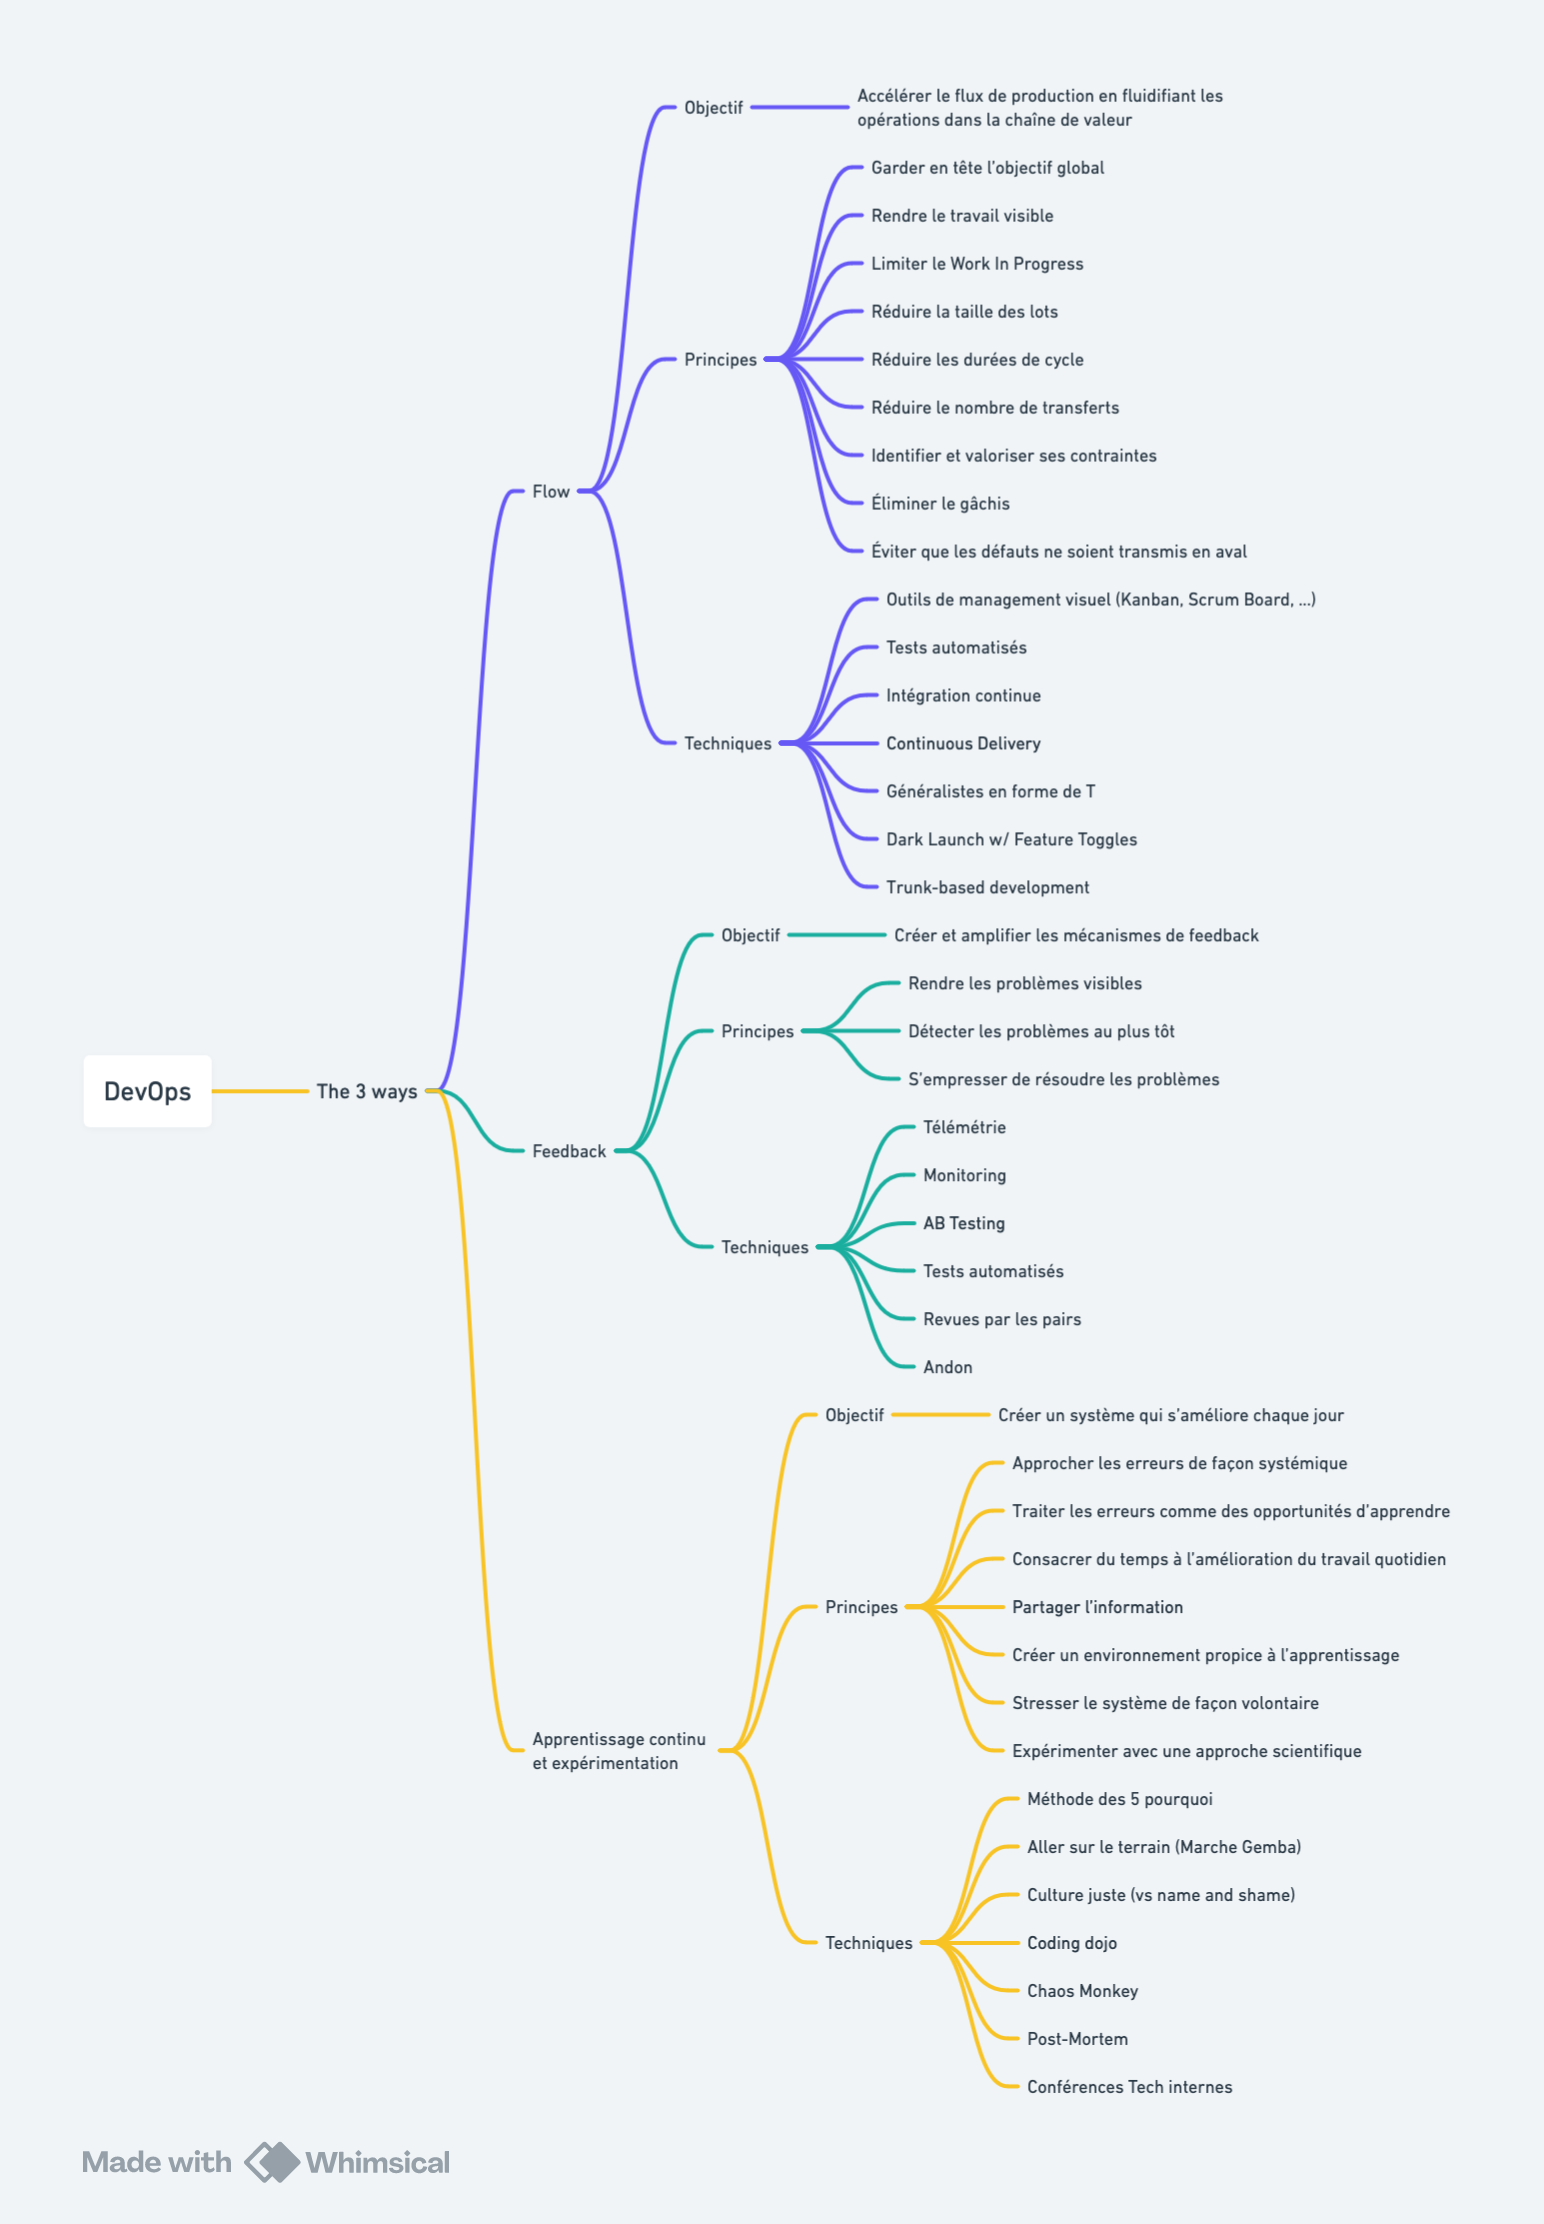 DevOps
The 3 ways
Flow
Objectif
Accélérer le flux de production en fluidifiant les
opérations dans la chaîne de valeur
Principes
Garder en tête l'objectif global
Rendre le travail visible
Limiter le Work In Progress
Réduire la taille des lots
Réduire les durées de cycle
Réduire le nombre de transferts
Identifier et valoriser ses contraintes
Éliminer le gâchis
Éviter que les défauts ne soient transmis en aval
Techniques
Outils de management visuel (Kanban, Scrum Board, ...)
Tests automatisés
Intégration continue
Continuous Delivery
Généralistes en forme de T
Dark Launch w/ Feature Toggles
Trunk-based development
Feedback
Objectif
Créer et amplifier les mécanismes de feedback
Principes
Rendre les problèmes visibles
Détecter les problèmes au plus tôt
S'empresser de résoudre les problèmes
Techniques
Télémétrie
Monitoring
AB Testing
Tests automatisés
Revues par les pairs
Andon
Apprentissage continu
et expérimentation
Objectif
Créer un système qui s'améliore chaque jour
Principes
Approcher les erreurs de façon systémique
Traiter les erreurs comme des opportunités d'apprendre
Consacrer du temps à l'amélioration du travail quotidien
Partager l'information
Créer un environnement propice à l'apprentissage
Stresser le système de façon volontaire
Expérimenter avec une approche scientifique
Techniques
Méthode des 5 pourquoi
Aller sur le terrain (Marche Gemba)
Culture juste (vs name and shame)
Coding dojo
Chaos Monkey
Post-Mortem
Conférences Tech internes
Made with Whimsical